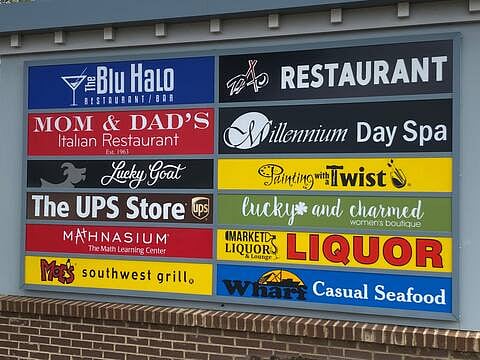 The Blu Halo
RESTAURANT/BAR
MOM & DAD'S
Italian Restaurant
Est. 1963
Lucky Goat
The UPS Store ups
MATHNASIUM®
The Math Learning Center
MOE'S southwest grill®
RESTAURANT
Millennium Day Spa
Painting with a Twist
lucky and charmed
women's boutique
MARKET
LIQUORS
& Lounge
LIQUOR
Wharf Casual Seafood